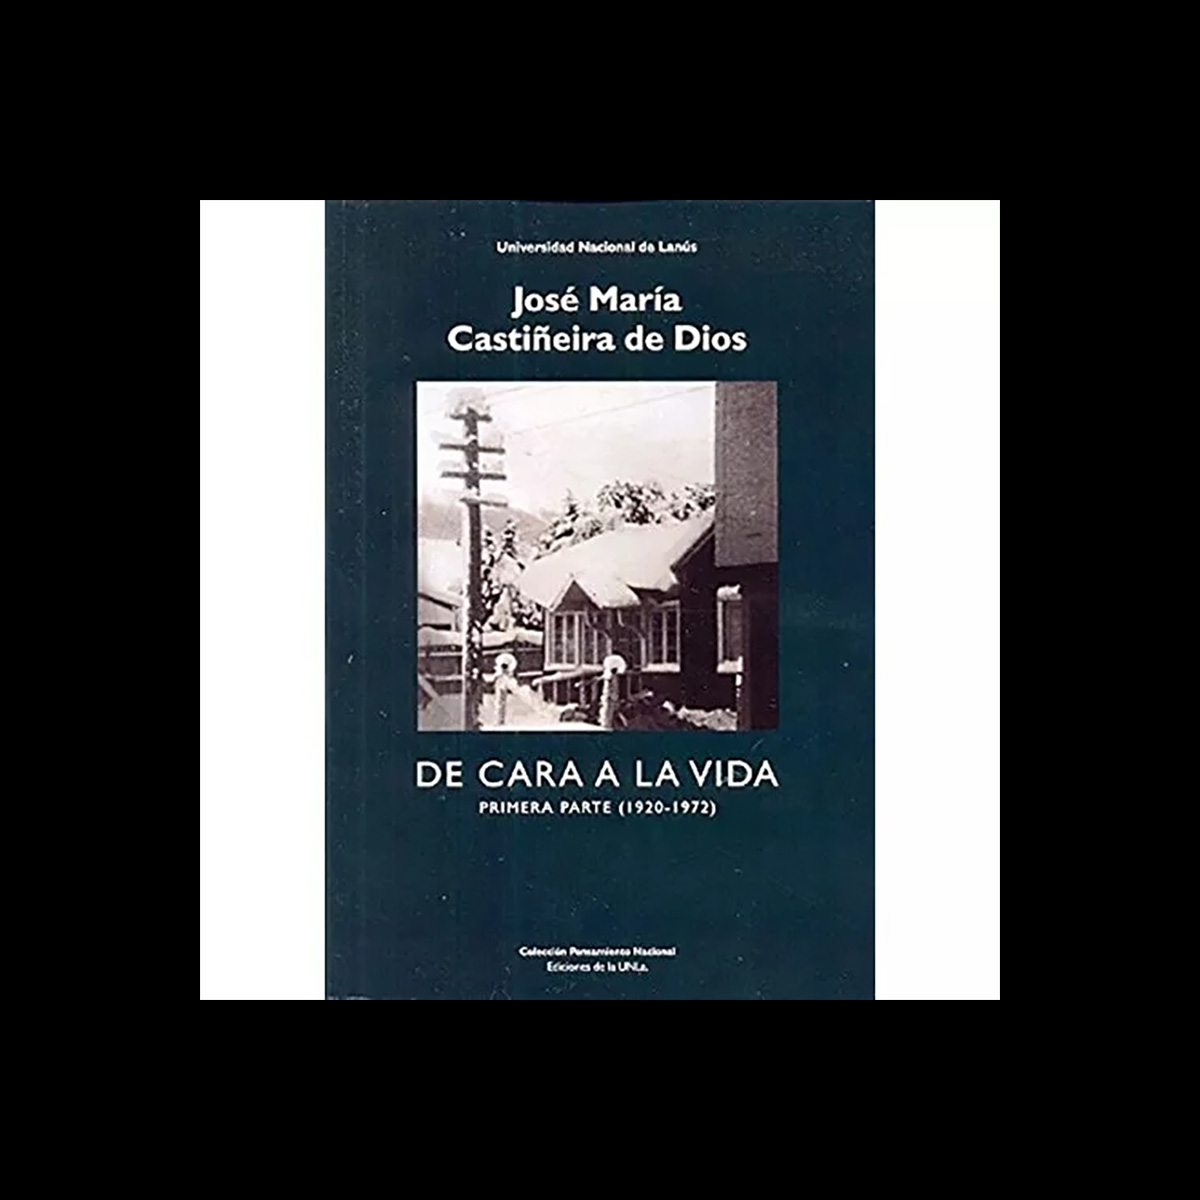 Universidad Nacional de Lanús
José María
Castiñeira de Dios
DE CARA A LA VIDA
PRIMERA PARTE (1920-1972)
Colección Pensamiento Nacional
Ediciones de la UNLa.